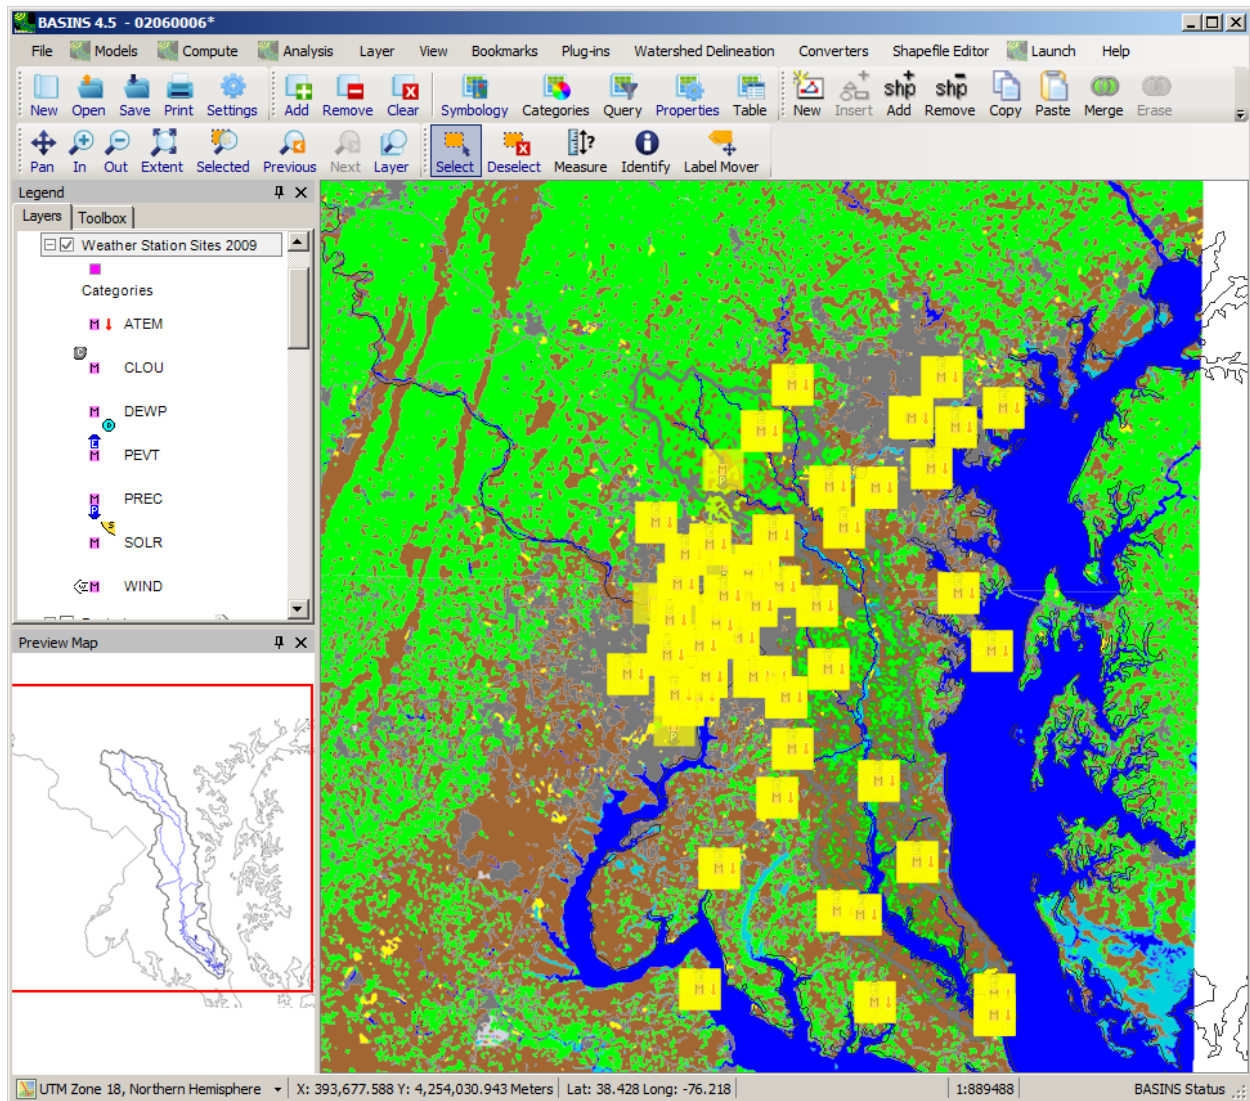 BASINS 4.5 - 02060006*
File Models Compute Analysis Layer View Bookmarks Plug-ins Watershed Delineation Converters Shapefile Editor Launch Help
New Open Save Print Settings Add Remove Clear Symbology Categories Query Properties Table New Insert Add Remove Copy Paste Merge Erase
Pan In Out Extent Selected Previous Next Layer Select Deselect Measure Identify Label Mover
Legend
Layers Toolbox
Weather Station Sites 2009
Categories
M ATEM
C
M CLOU
M DEWP
D
E
M PEVT
M PREC
P
S
M SOLR
M WIND
Preview Map
UTM Zone 18, Northern Hemisphere X: 393,677.588 Y: 4,254,030.943 Meters Lat: 38.428 Long: -76.218 1:889488 BASINS Status